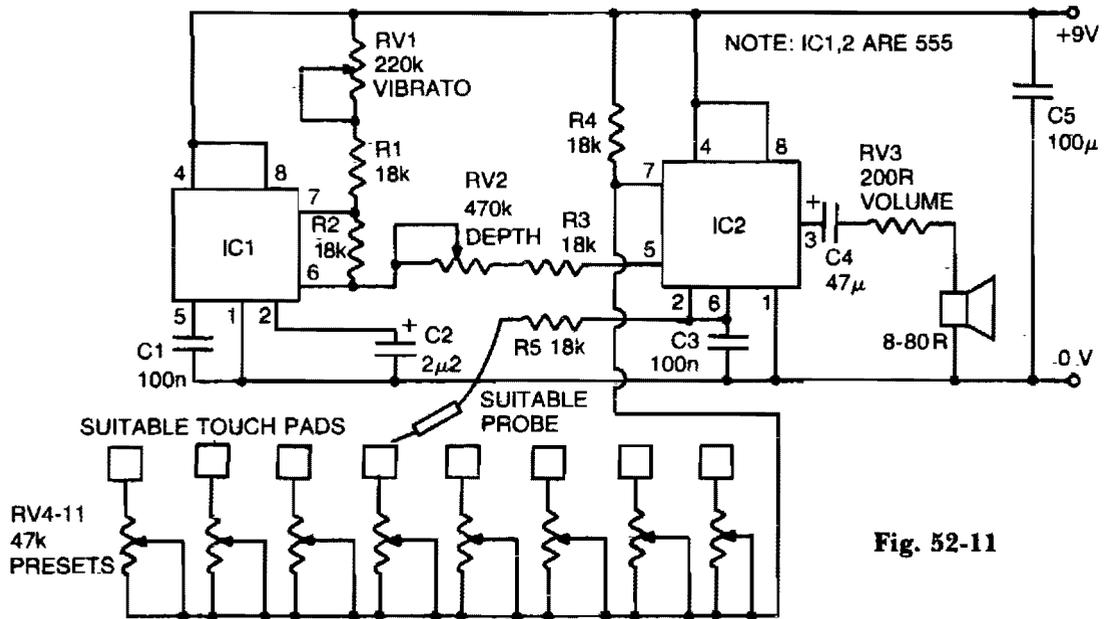 +9V
NOTE: IC1,2 ARE 555
RV1
220k
VIBRATO
R1
18k
R2
18k
4
8
7
6
IC1
5
1
2
C1
100n
+
C2
2µ2
RV2
470k
DEPTH
R3
18k
R4
18k
4
8
7
5
IC2
3
2
6
1
R5 18k
C3
100n
+
C4
47µ
RV3
200R
VOLUME
8-80R
C5
100µ
0 V
SUITABLE
PROBE
SUITABLE TOUCH PADS
RV4-11
47k
PRESETS
Fig. 52-11